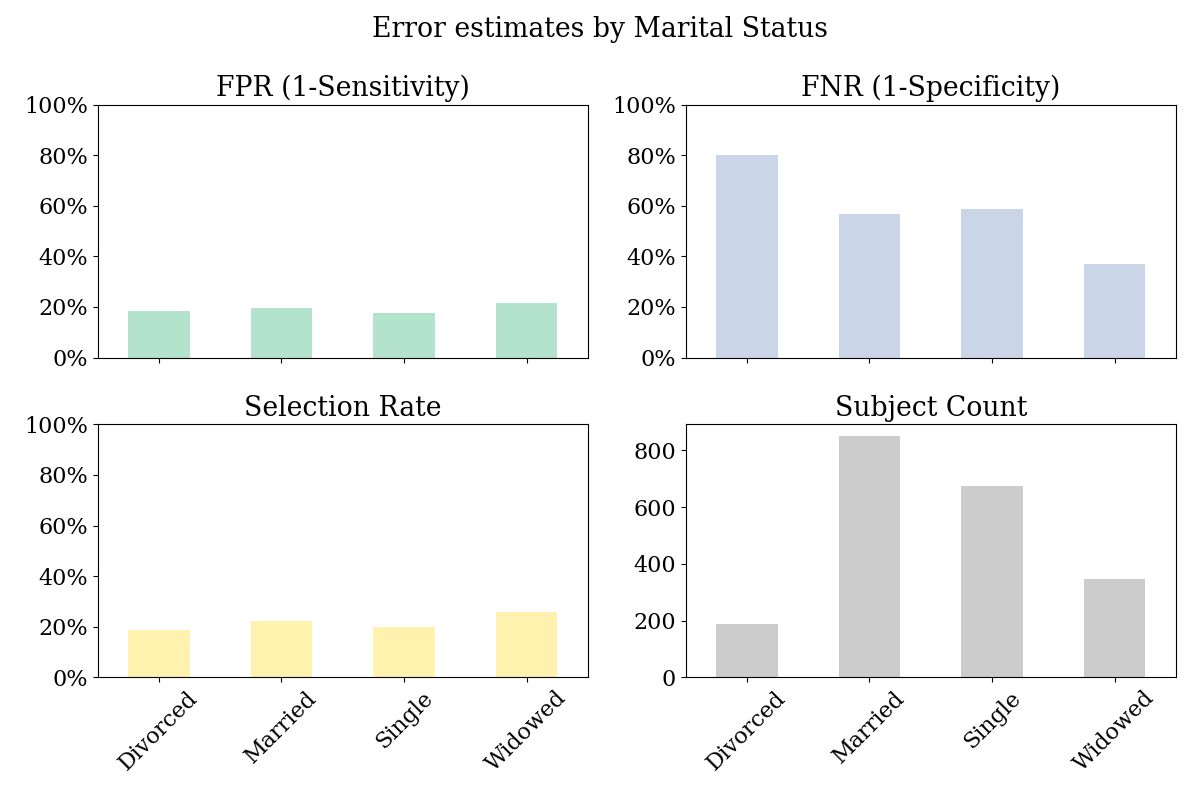 Error estimates by Marital Status
FPR (1-Sensitivity)
100%
80%
60%
40%
20%
0%
FNR (1-Specificity)
100%
80%
60%
40%
20%
0%
Selection Rate
100%
80%
60%
40%
20%
0%
Divorced
Married
Single
Widowed
Subject Count
800
600
400
200
0
Divorced
Married
Single
Widowed